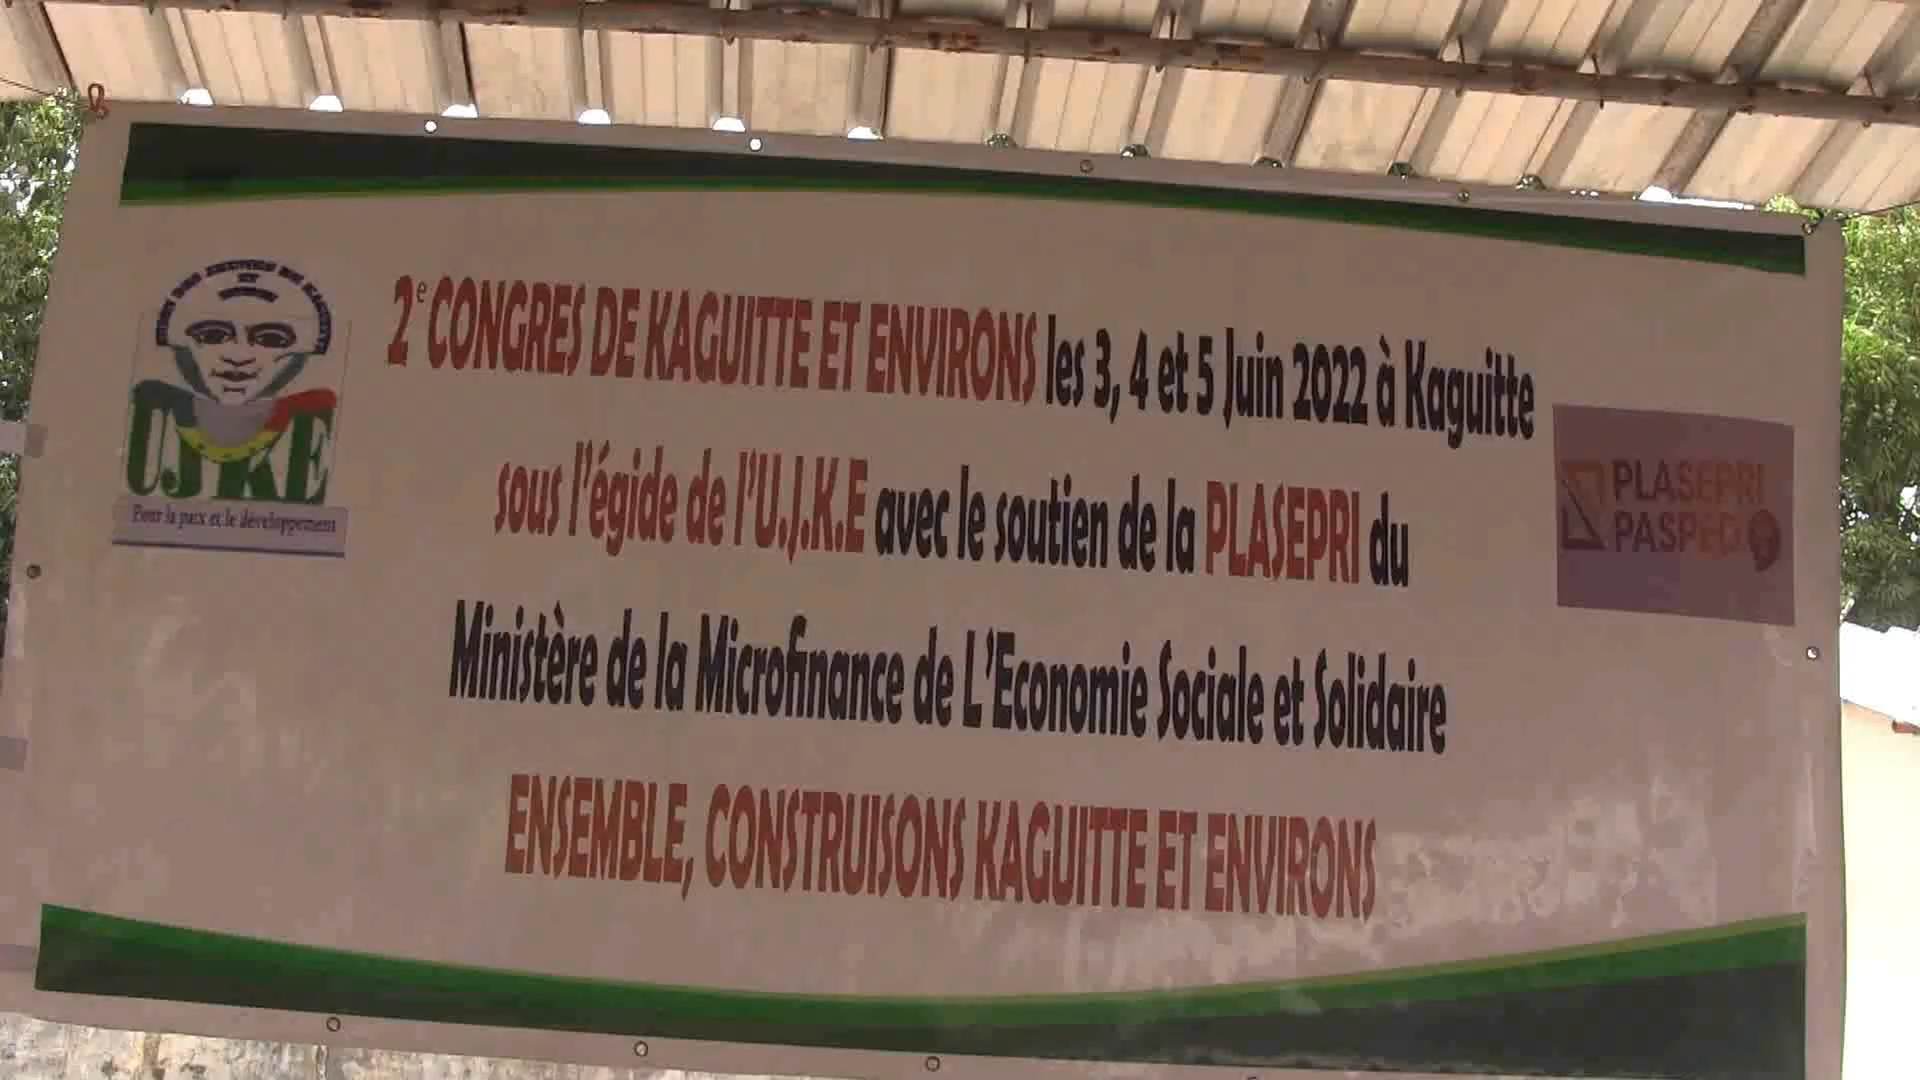 2e CONGRES DE KAGUITTE ET ENVIRONS les 3, 4 et 5 Juin 2022 à Kaguitte
sous l'égide de l'U.J.K.E avec le soutien de la PLASEPRI du
Ministère de la Microfinance de L'Economie Sociale et Solidaire
ENSEMBLE, CONSTRUISONS KAGUITTE ET ENVIRONS
UJKE
Pour la paix et le développement
PLASEPRI
PASPED